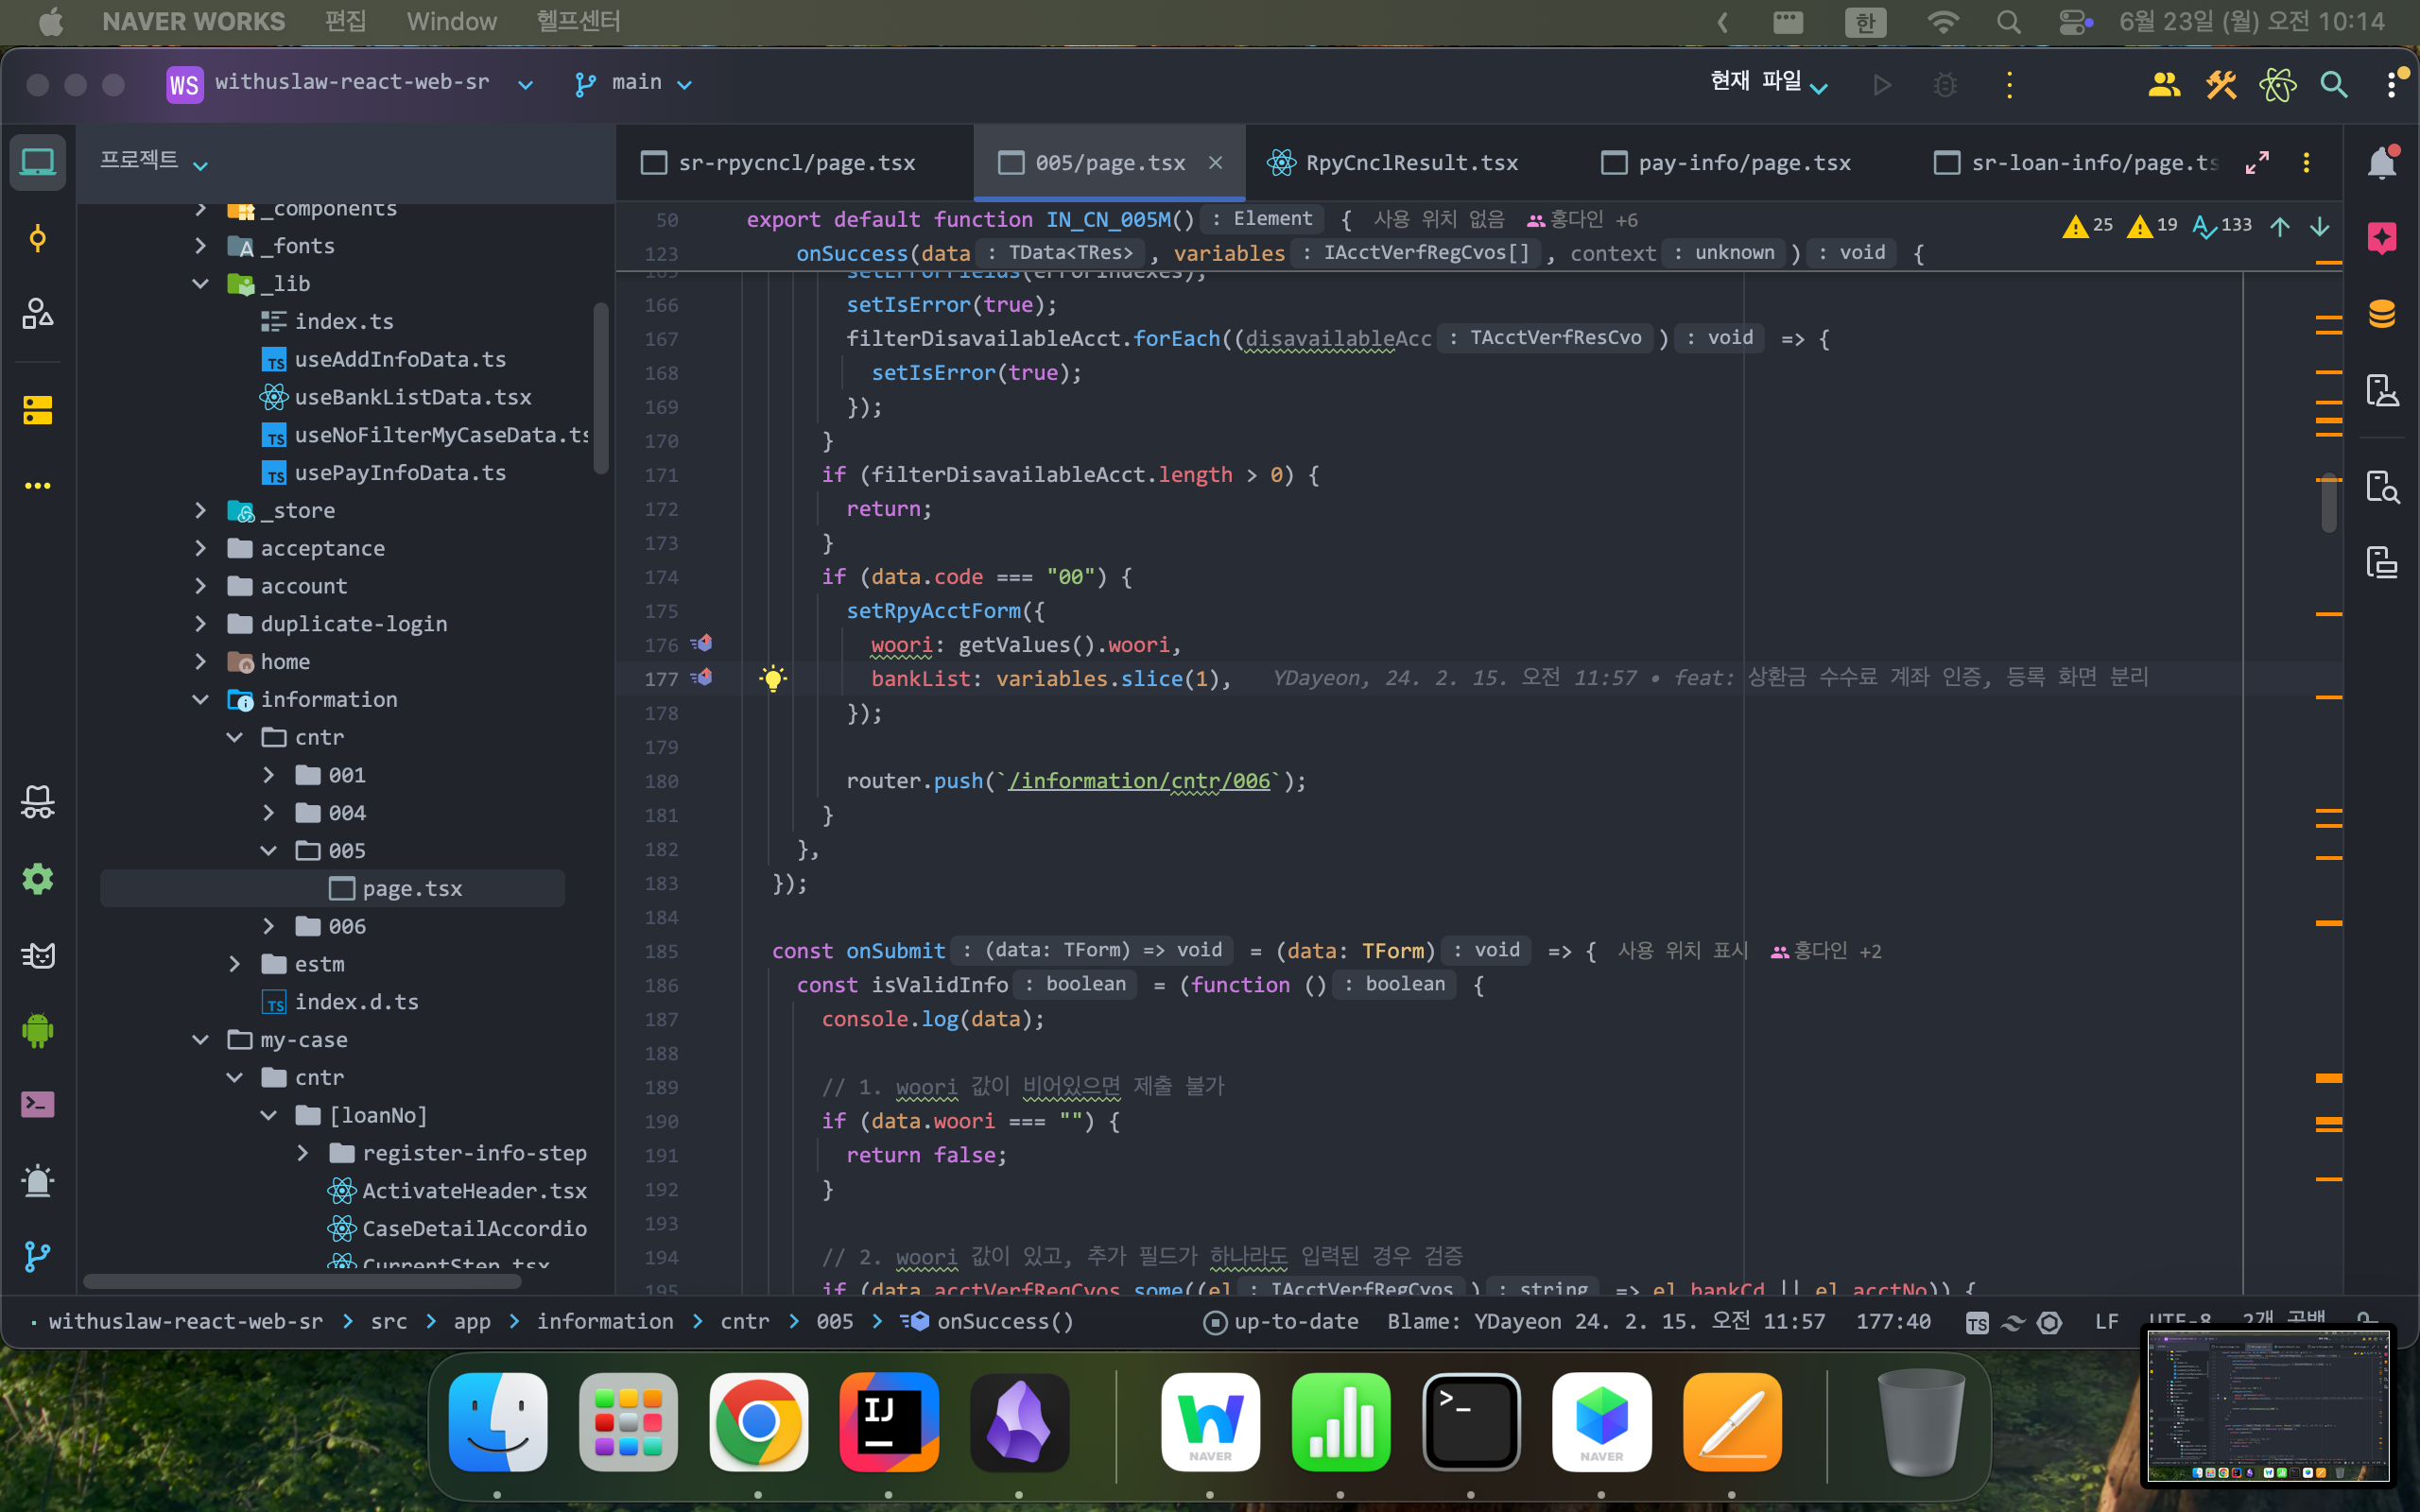 NAVER WORKS 편집 Window 헬프센터 한 6월 23일 (월) 오전 10:14
WS withuslaw-react-web-sr main 현재 파일
프로젝트
_components
_fonts
_lib
index.ts
TS useAddInfoData.ts
useBankListData.tsx
TS useNoFilterMyCaseData.ts
TS usePayInfoData.ts
_store
acceptance
account
duplicate-login
home
information
cntr
001
004
005
page.tsx
006
estm
TS index.d.ts
my-case
cntr
[loanNo]
register-info-step
ActivateHeader.tsx
CaseDetailAccordio
CurrentStep.tsx
sr-rpycncl/page.tsx 005/page.tsx RpyCnclResult.tsx pay-info/page.tsx sr-loan-info/page.ts
50 export default function IN_CN_005M() : Element { 사용 위치 없음 홍다인 +6 25 19 133
123 onSuccess(data : TData<TRes> , variables : IAcctVerfRegCvos[] , context : unknown ) : void {
165 setErrorFields(errorIndexes);
166 setIsError(true);
167 filterDisavailableAcct.forEach((disavailableAcc : TAcctVerfResCvo ) : void => {
168 setIsError(true);
169 });
170 }
171 if (filterDisavailableAcct.length > 0) {
172 return;
173 }
174 if (data.code === "00") {
175 setRpyAcctForm({
176 woori: getValues().woori,
177 bankList: variables.slice(1), YDayeon, 24. 2. 15. 오전 11:57 • feat: 상환금 수수료 계좌 인증, 등록 화면 분리
178 });
179
180 router.push(`/information/cntr/006`);
181 }
182 },
183 });
184
185 const onSubmit : (data: TForm) => void = (data: TForm) : void => { 사용 위치 표시 홍다인 +2
186 const isValidInfo : boolean = (function () : boolean {
187 console.log(data);
188
189 // 1. woori 값이 비어있으면 제출 불가
190 if (data.woori === "") {
191 return false;
192 }
193
194 // 2. woori 값이 있고, 추가 필드가 하나라도 입력된 경우 검증
195 if (data.acctVerfRegCvos.some((el : IAcctVerfRegCvos ) : string => el.bankCd || el.acctNo)) {
withuslaw-react-web-sr > src > app > information > cntr > 005 > onSuccess() up-to-date Blame: YDayeon 24. 2. 15. 오전 11:57 177:40 TS LF UTF-8 2개 공백
IJ NAVER >_ NAVER